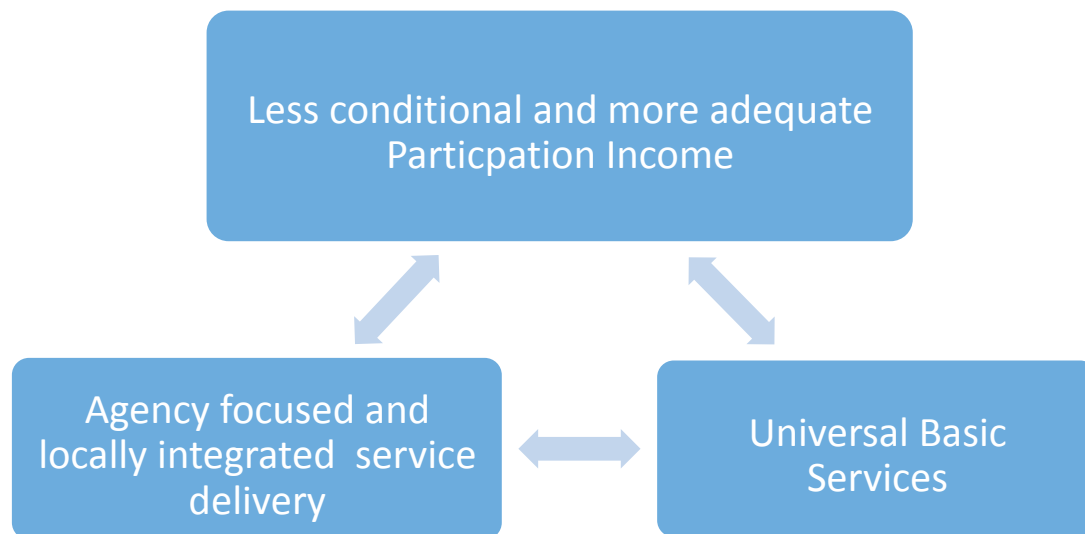 Less conditional and more adequate
Particpation Income
Agency focused and
locally integrated  service
delivery
Universal Basic
Services